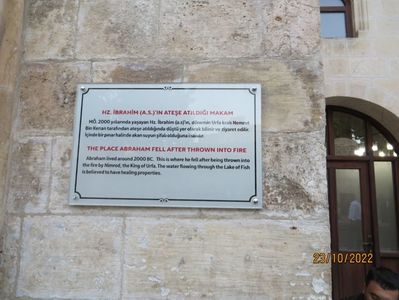 HZ. İBRAHİM (A.S.)'IN ATEŞE ATILDIĞI MAKAM
MÖ. 2000 yılarında yaşayan Hz. İbrahim (a.s)'ın, dönemin Urfa kralı Nemrut
Bin Kenan tarafından ateşe atıldığında düştü yer olarak bilinir ve ziyaret edilir.
İçinde bir pınar halinde akan suyun şifalı olduğuna inanılır.
THE PLACE ABRAHAM FELL AFTER THROWN INTO FIRE
Abraham lived around 2000 BC. This is where he fell after being thrown into
the fire by Nimrod, the King of Urfa. The water flowing through the Lake of Fish
is believed to have healing properties.
23/10/2022